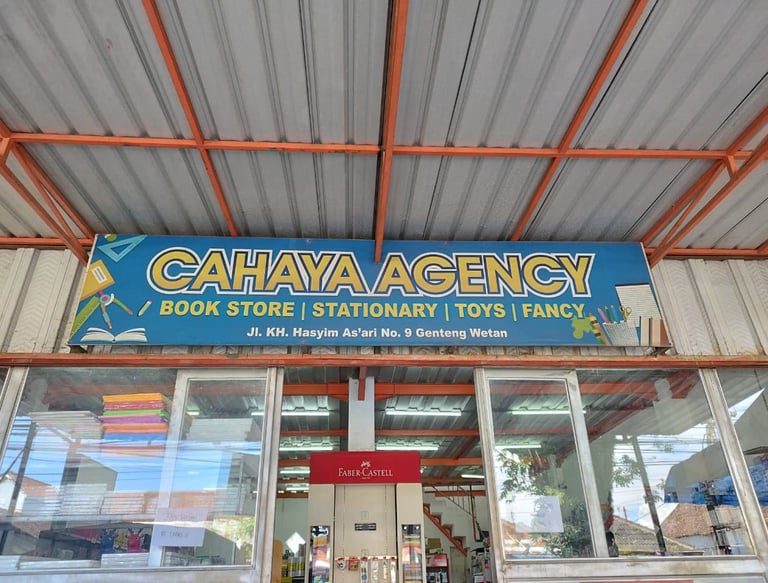 CAHAYA AGENCY
BOOK STORE | STATIONARY | TOYS | FANCY
Jl. KH. Hasyim As'ari No. 9 Genteng Wetan
FABER-CASTELL